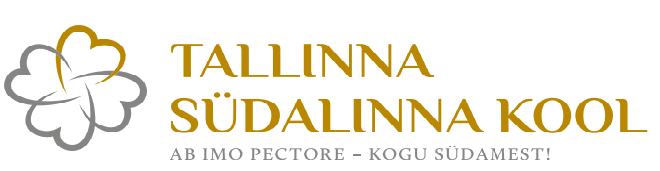 TALLINNA
SÜDALINNA KOOL
AB IMO PECTORE – KOGU SÜDAMEST!